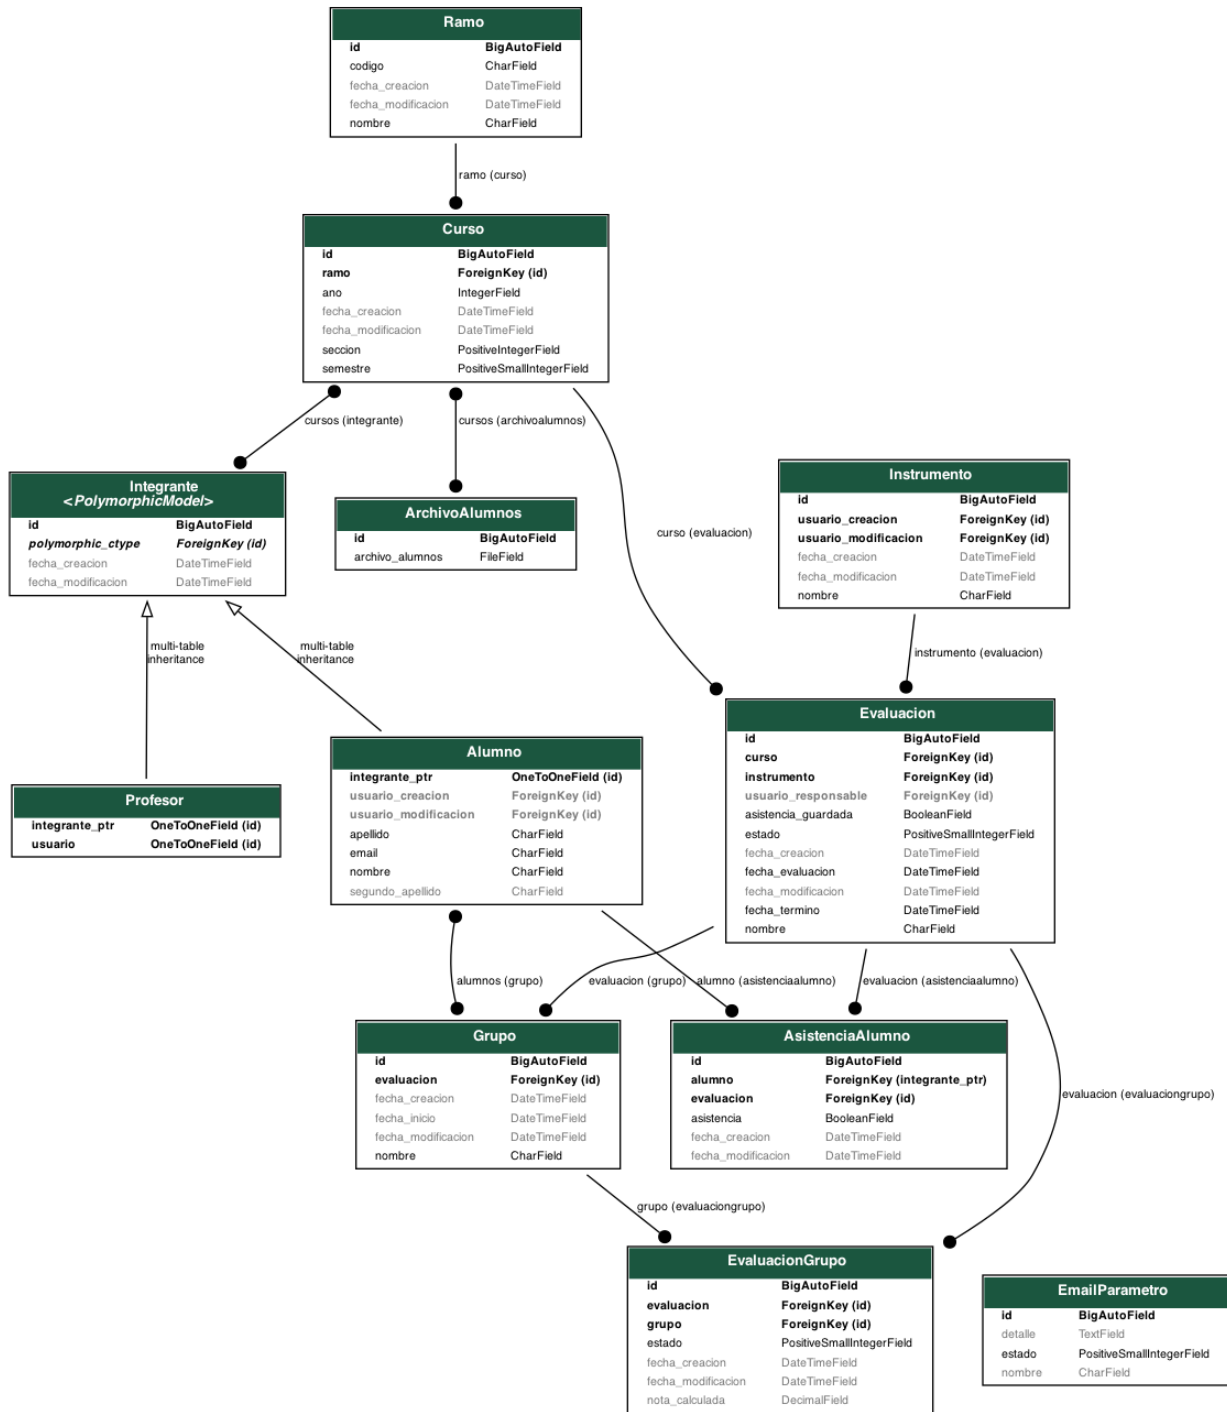 Ramo
id BigAutoField
codigo CharField
fecha_creacion DateTimeField
fecha_modificacion DateTimeField
nombre CharField
ramo (curso)
Curso
id BigAutoField
ramo ForeignKey (id)
ano IntegerField
fecha_creacion DateTimeField
fecha_modificacion DateTimeField
seccion PositiveIntegerField
semestre PositiveSmallIntegerField
cursos (integrante)
cursos (archivoalumnos)
curso (evaluacion)
Integrante
<PolymorphicModel>
id BigAutoField
polymorphic_ctype ForeignKey (id)
fecha_creacion DateTimeField
fecha_modificacion DateTimeField
ArchivoAlumnos
id BigAutoField
archivo_alumnos FileField
Instrumento
id BigAutoField
usuario_creacion ForeignKey (id)
usuario_modificacion ForeignKey (id)
fecha_creacion DateTimeField
fecha_modificacion DateTimeField
nombre CharField
multi-table
inheritance
multi-table
inheritance
instrumento (evaluacion)
Profesor
integrante_ptr OneToOneField (id)
usuario OneToOneField (id)
Alumno
integrante_ptr OneToOneField (id)
usuario_creacion ForeignKey (id)
usuario_modificacion ForeignKey (id)
apellido CharField
email CharField
nombre CharField
segundo_apellido CharField
Evaluacion
id BigAutoField
curso ForeignKey (id)
instrumento ForeignKey (id)
usuario_responsable ForeignKey (id)
asistencia_guardada BooleanField
estado PositiveSmallIntegerField
fecha_creacion DateTimeField
fecha_evaluacion DateTimeField
fecha_modificacion DateTimeField
fecha_termino DateTimeField
nombre CharField
alumnos (grupo)
evaluacion (grupo)
alumno (asistenciaalumno)
evaluacion (asistenciaalumno)
Grupo
id BigAutoField
evaluacion ForeignKey (id)
fecha_creacion DateTimeField
fecha_inicio DateTimeField
fecha_modificacion DateTimeField
nombre CharField
AsistenciaAlumno
id BigAutoField
alumno ForeignKey (integrante_ptr)
evaluacion ForeignKey (id)
asistencia BooleanField
fecha_creacion DateTimeField
fecha_modificacion DateTimeField
evaluacion (evaluaciongrupo)
grupo (evaluaciongrupo)
EvaluacionGrupo
id BigAutoField
evaluacion ForeignKey (id)
grupo ForeignKey (id)
estado PositiveSmallIntegerField
fecha_creacion DateTimeField
fecha_modificacion DateTimeField
nota_calculada DecimalField
EmailParametro
id BigAutoField
detalle TextField
estado PositiveSmallIntegerField
nombre CharField